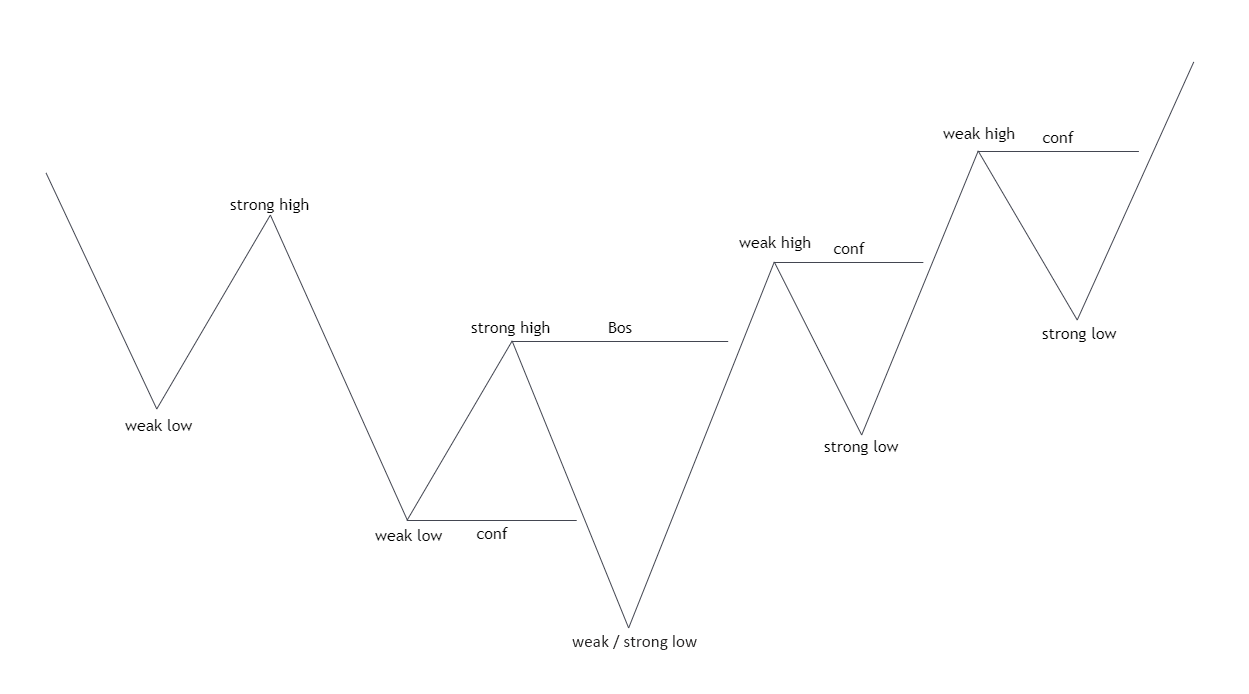 weak high
conf
strong high
weak high
conf
strong high
Bos
strong low
weak low
strong low
weak low
conf
weak / strong low